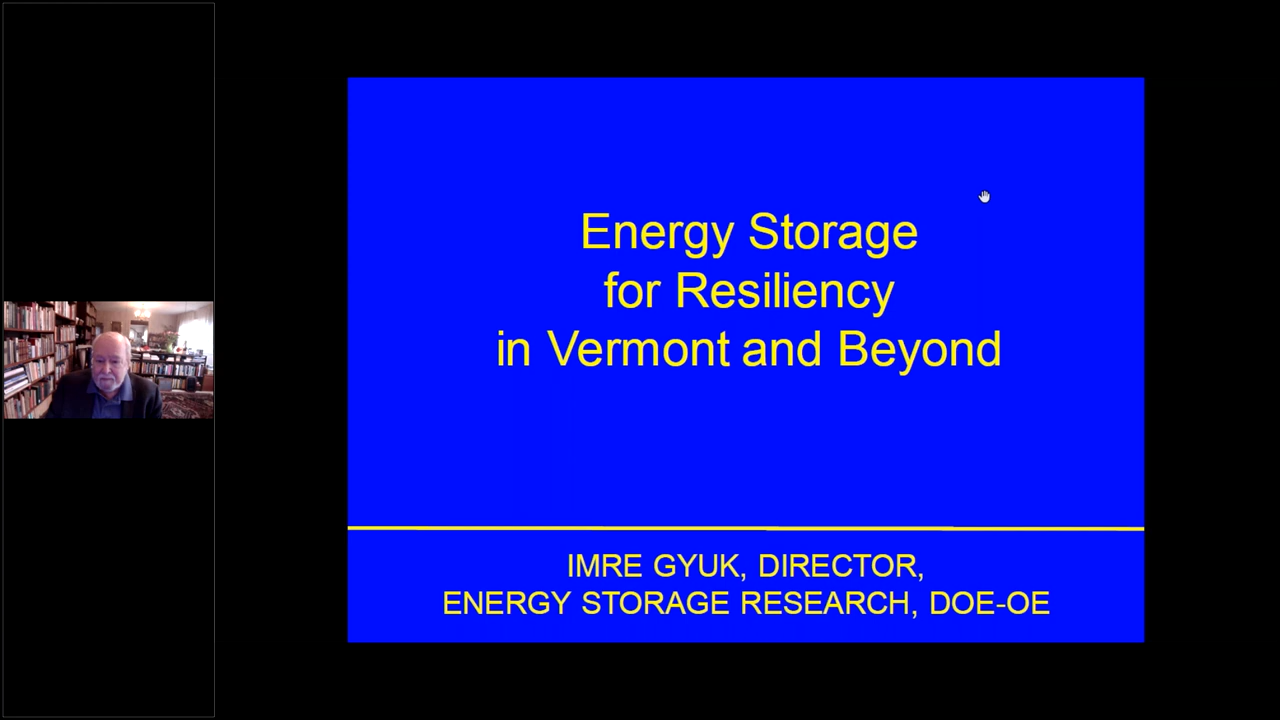 Energy Storage
for Resiliency
in Vermont and Beyond
IMRE GYUK, DIRECTOR,
ENERGY STORAGE RESEARCH, DOE-OE